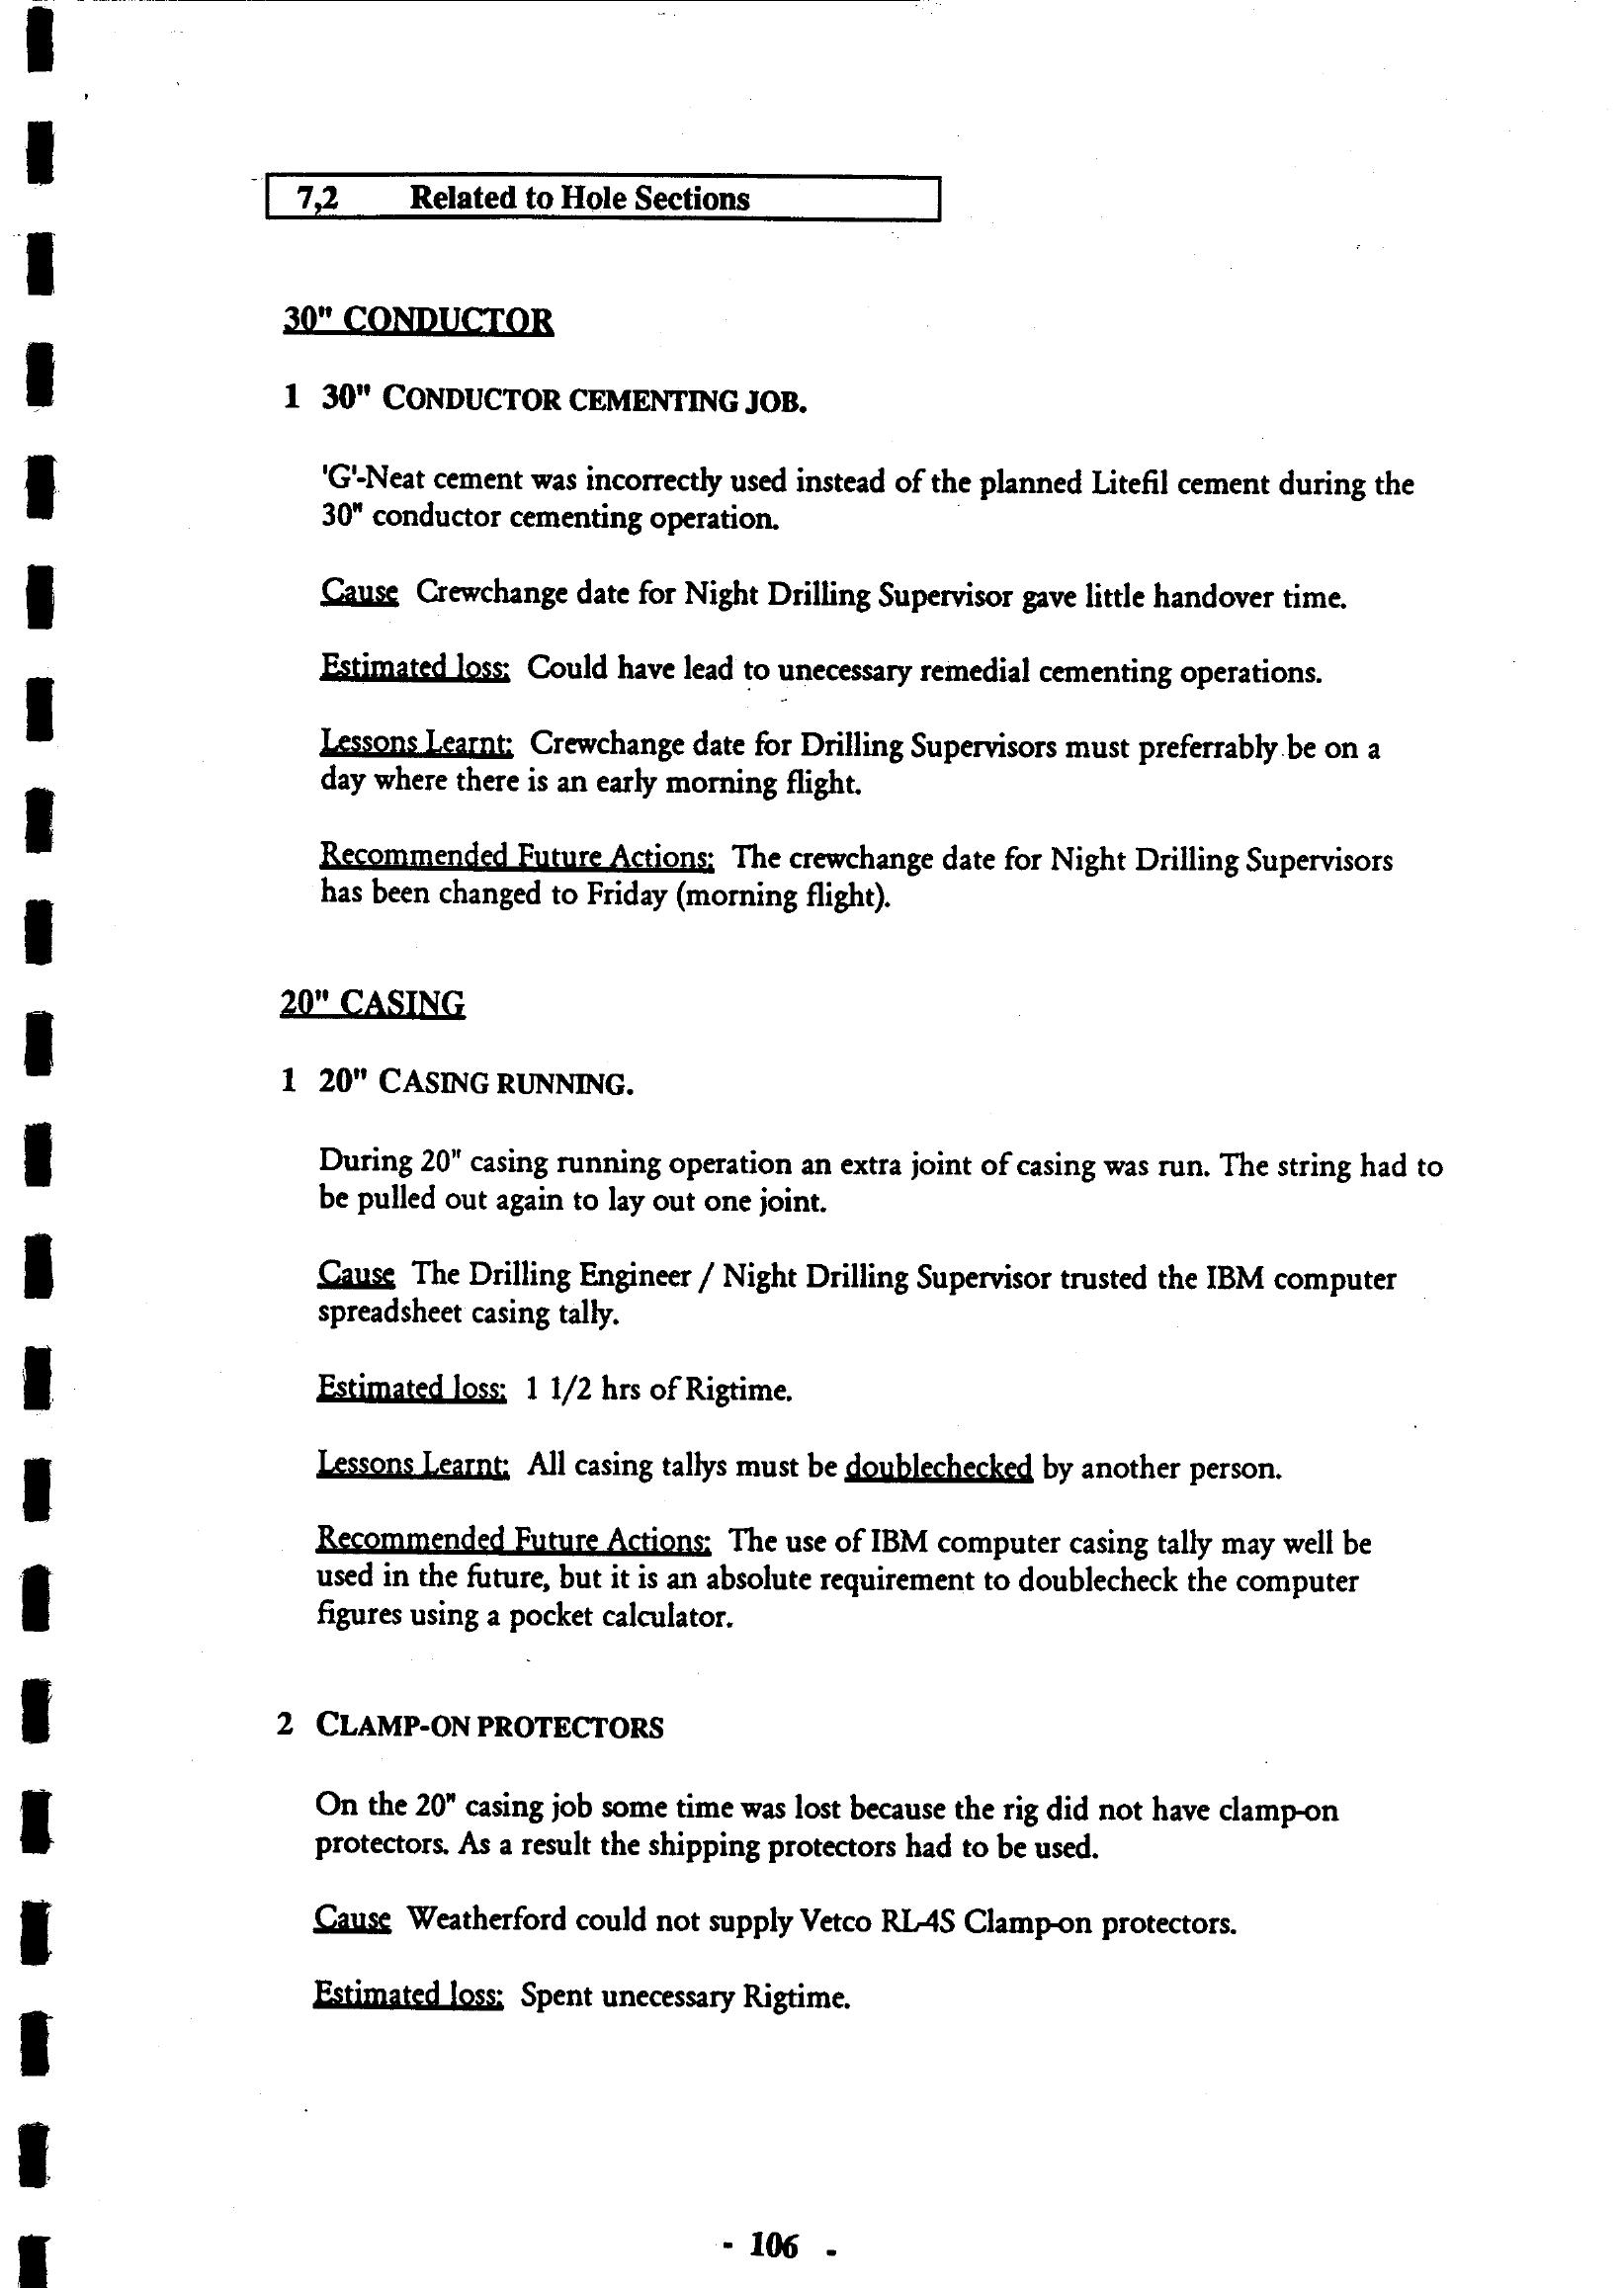 7,2 Related to Hole Sections
30" CONDUCTOR
1 30" CONDUCTOR CEMENTING JOB.
'G'-Neat cement was incorrectly used instead of the planned Litefil cement during the
30" conductor cementing operation.
Cause Crewchange date for Night Drilling Supervisor gave little handover time.
Estimated loss: Could have lead to unecessary remedial cementing operations.
Lessons Learnt: Crewchange date for Drilling Supervisors must preferrably be on a
day where there is an early morning flight.
Recommended Future Actions: The crewchange date for Night Drilling Supervisors
has been changed to Friday (morning flight).
20" CASING
1 20" CASING RUNNING.
During 20" casing running operation an extra joint of casing was run. The string had to
be pulled out again to lay out one joint.
Cause The Drilling Engineer / Night Drilling Supervisor trusted the IBM computer
spreadsheet casing tally.
Estimated loss: 1 1/2 hrs of Rigtime.
Lessons Learnt: All casing tallys must be doublechecked by another person.
Recommended Future Actions: The use of IBM computer casing tally may well be
used in the future, but it is an absolute requirement to doublecheck the computer
figures using a pocket calculator.
2 CLAMP-ON PROTECTORS
On the 20" casing job some time was lost because the rig did not have clamp-on
protectors. As a result the shipping protectors had to be used.
Cause Weatherford could not supply Vetco RL-4S Clamp-on protectors.
Estimated loss: Spent unecessary Rigtime.
- 106 -